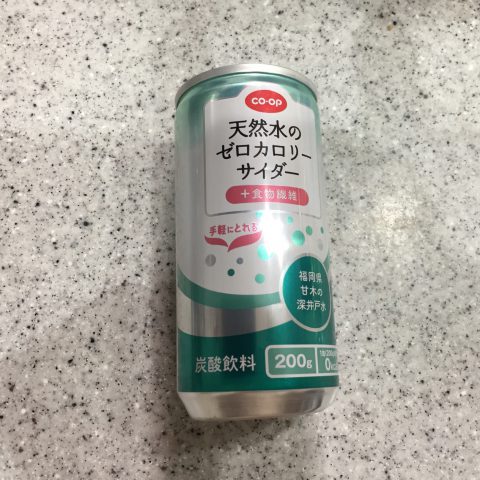 CO·OP
天然水の
ゼロカロリー
サイダー
+食物繊維
手軽にとれる
福岡県
甘木の
深井戸水
炭酸飲料
200g